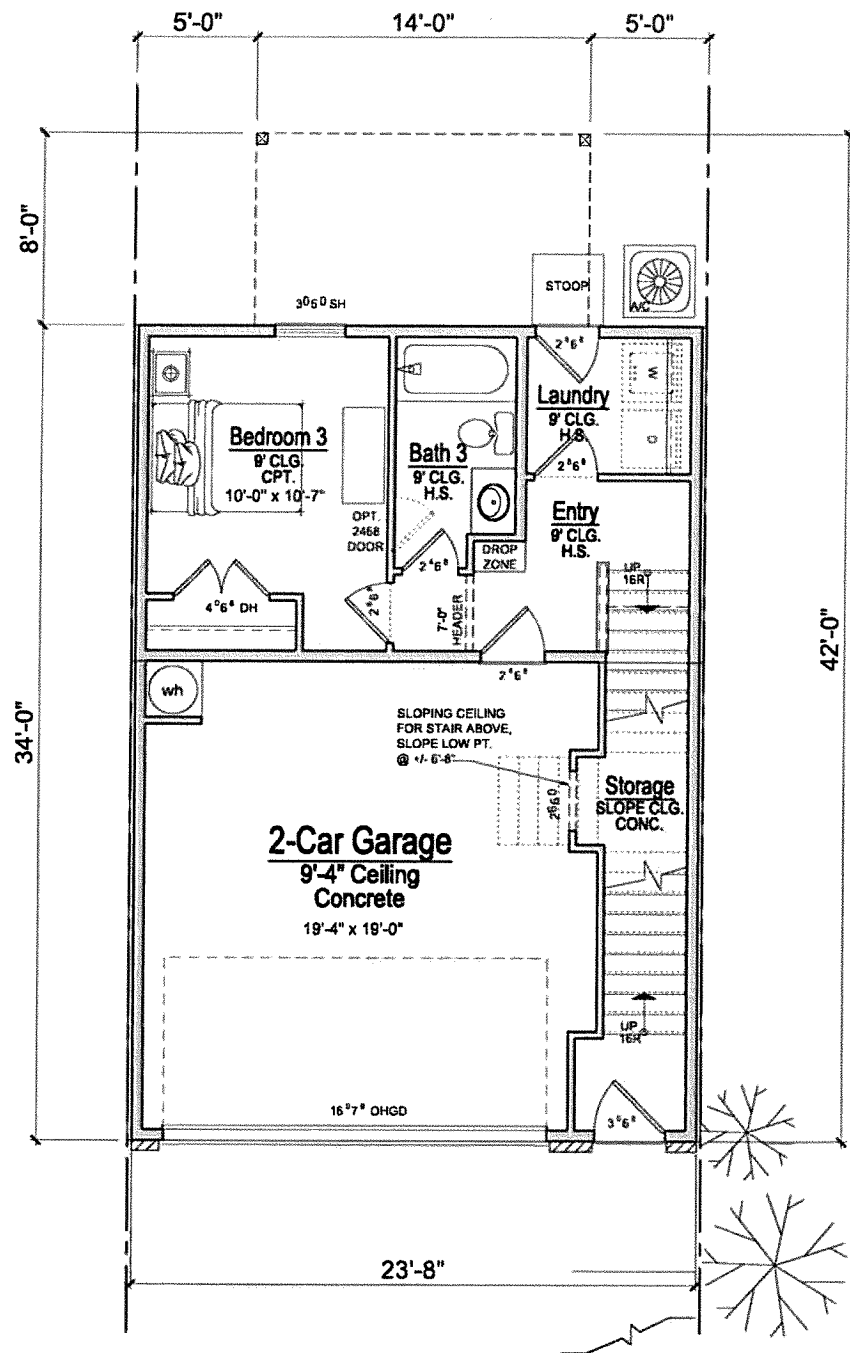 5'-0"
14'-0"
5'-0"
8'-0"
STOOP
A/C
3⁰5⁰ SH
2⁶6⁸
Laundry
9' CLG.
H.S.
W
D
Bedroom 3
9' CLG.
CPT.
10'-0" x 10'-7"
Bath 3
9' CLG.
H.S.
2⁶6⁸
OPT.
2468
DOOR
Entry
9' CLG.
H.S.
DROP
ZONE
2⁴6⁸
UP
16R
4⁰6⁸ DH
2⁶6⁸
7'-0"
HEADER
2⁶6⁸
42'-0"
34'-0"
wh
SLOPING CEILING
FOR STAIR ABOVE,
SLOPE LOW PT.
@ +/- 6'-8"
Storage
SLOPE CLG.
CONC.
2-Car Garage
9'-4" Ceiling
Concrete
19'-4" x 19'-0"
UP
16R
16⁰7⁰ OHGD
3⁰6⁸
23'-8"